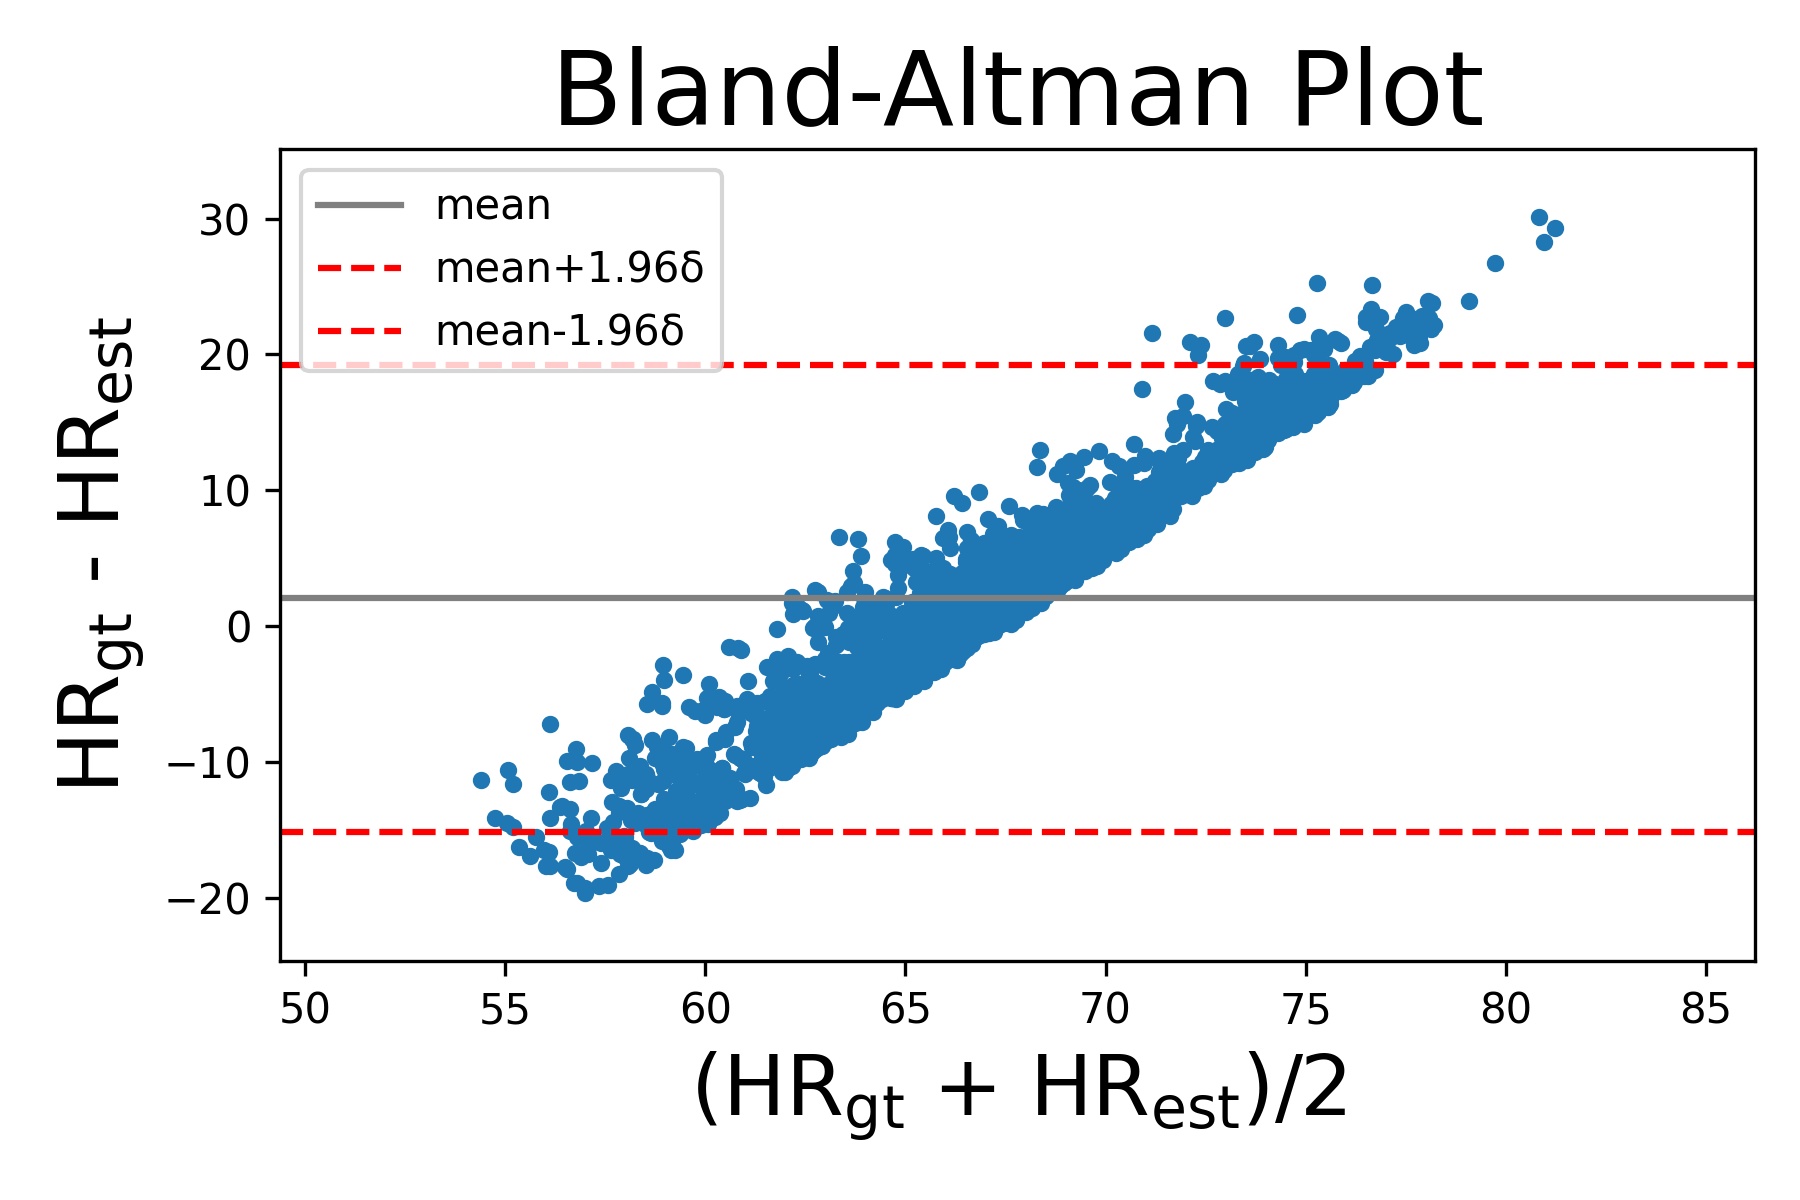 Bland-Altman Plot
mean
mean+1.96δ
mean-1.96δ
HRgt - HRest
30
20
10
0
−10
−20
50 55 60 65 70 75 80 85
(HRgt + HRest)/2